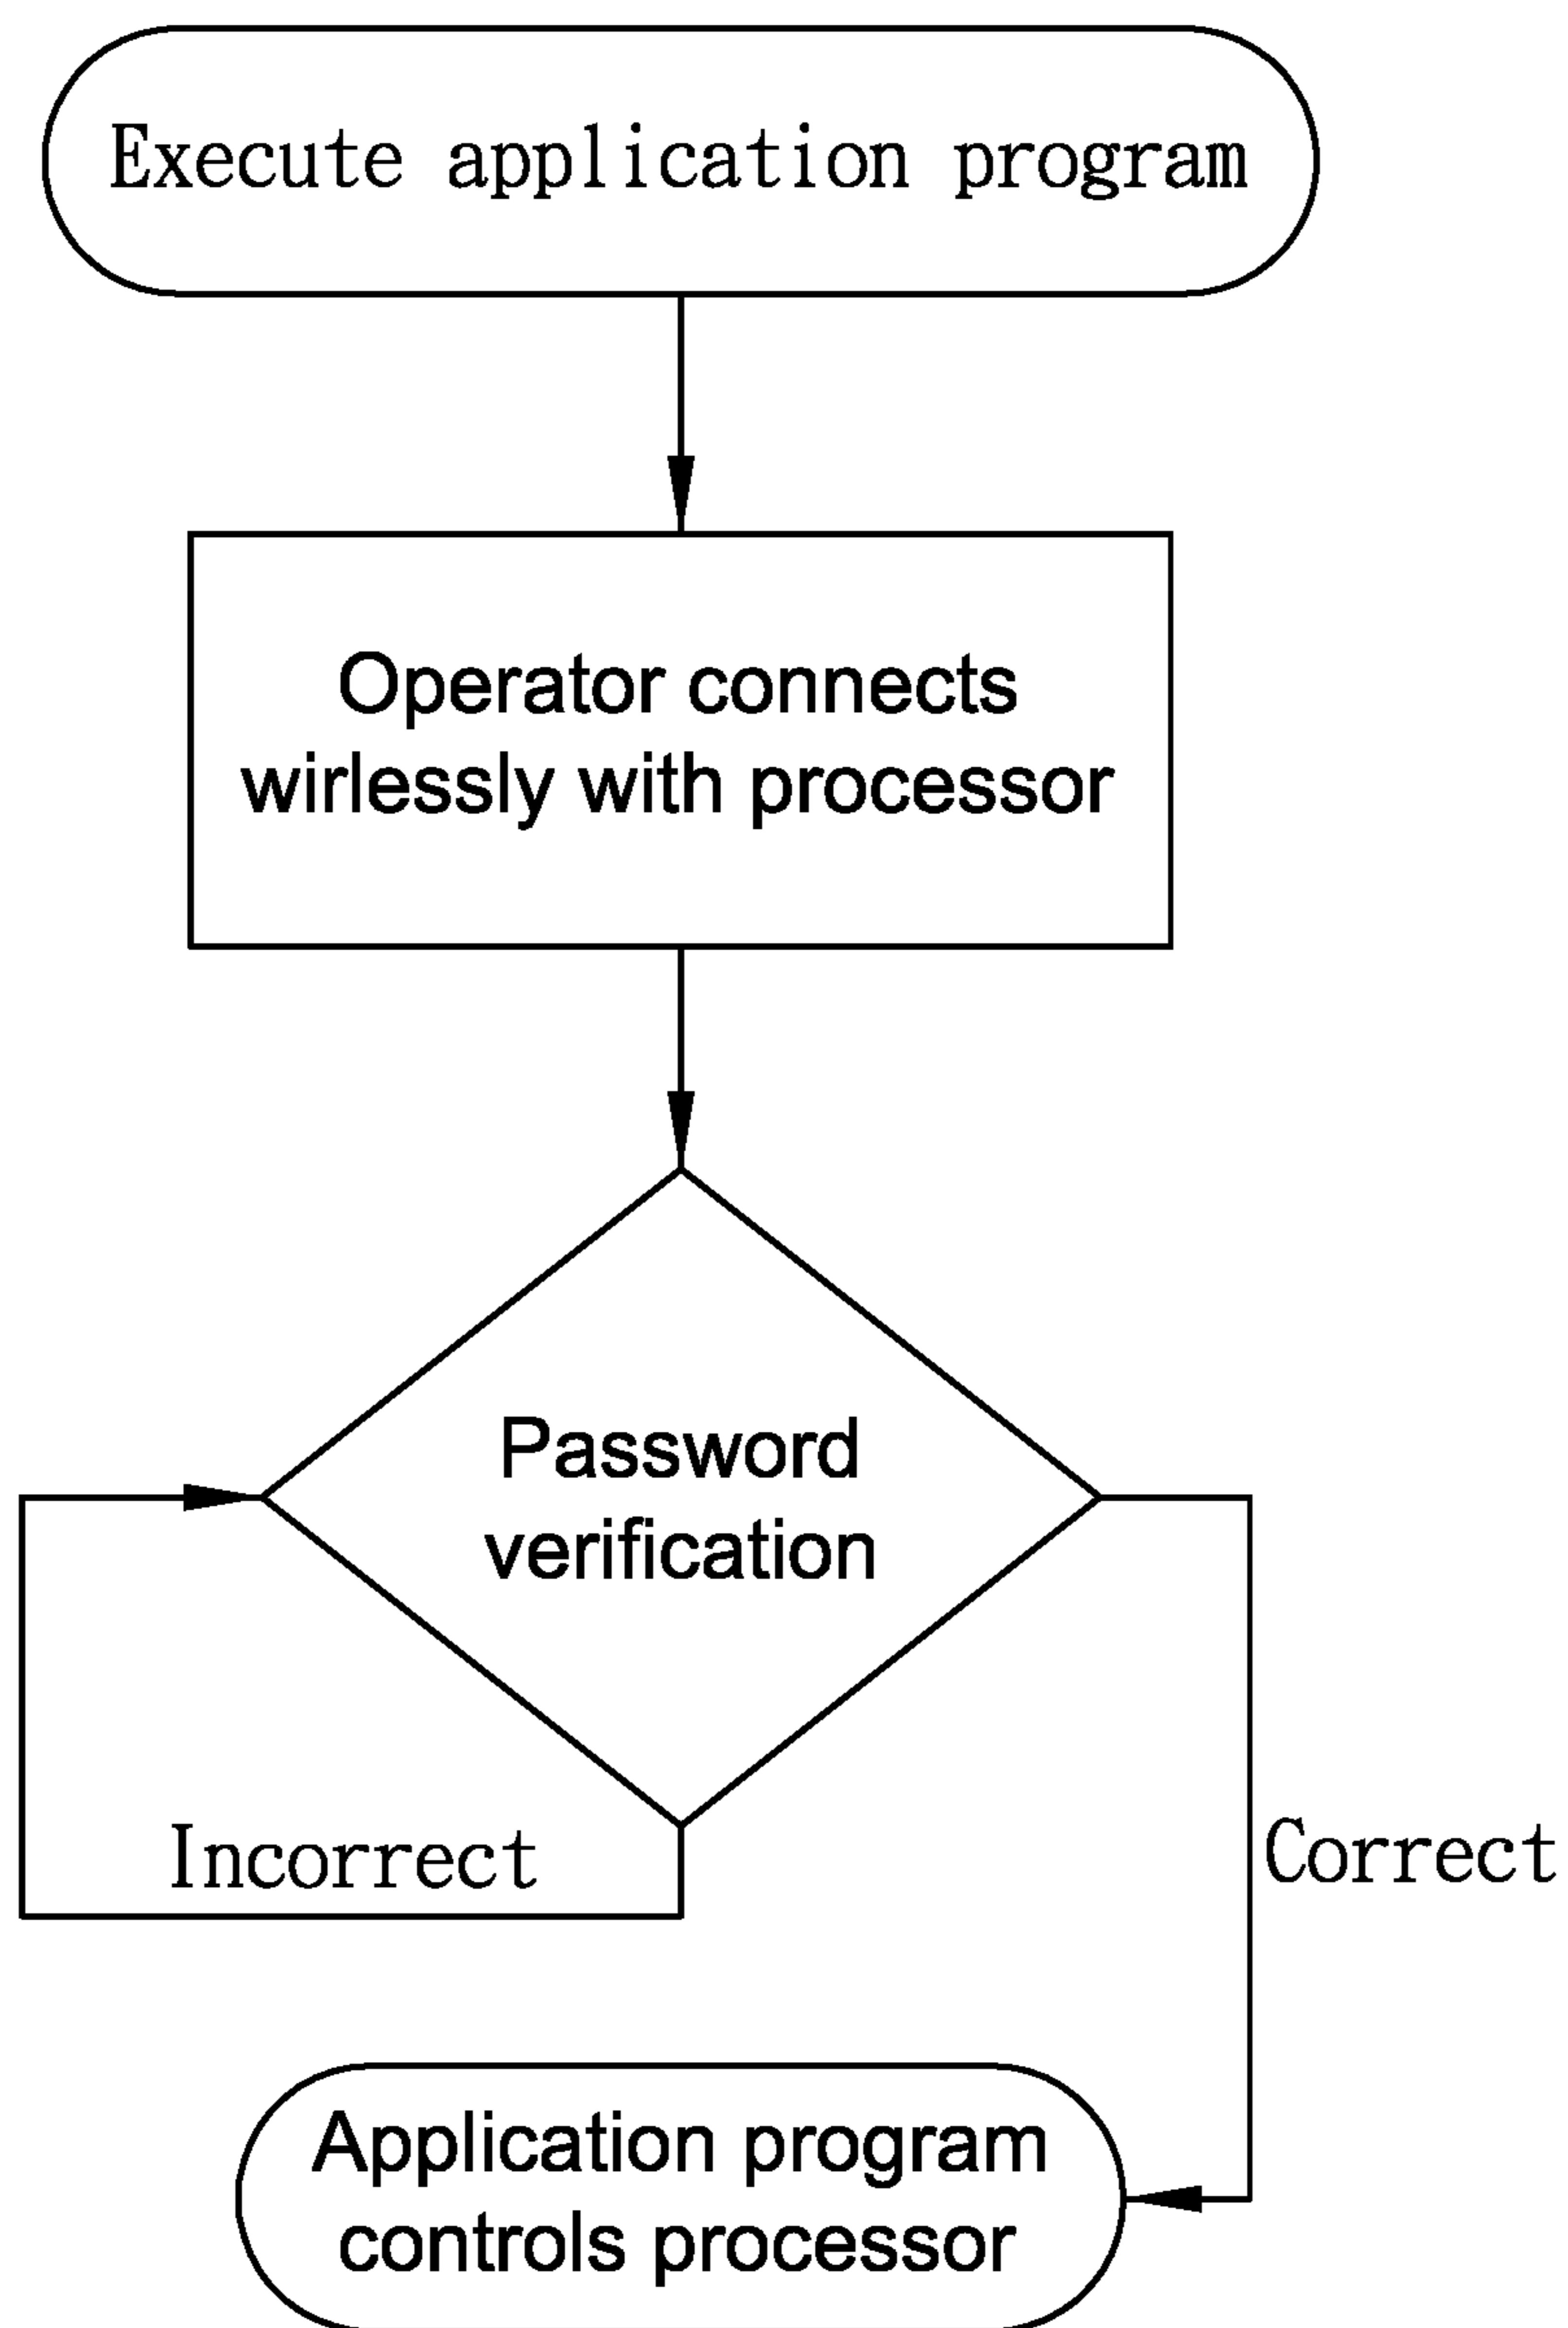 Execute application program
Operator connects
wirlessly with processor
Password
verification
Incorrect
Correct
Application program
controls processor